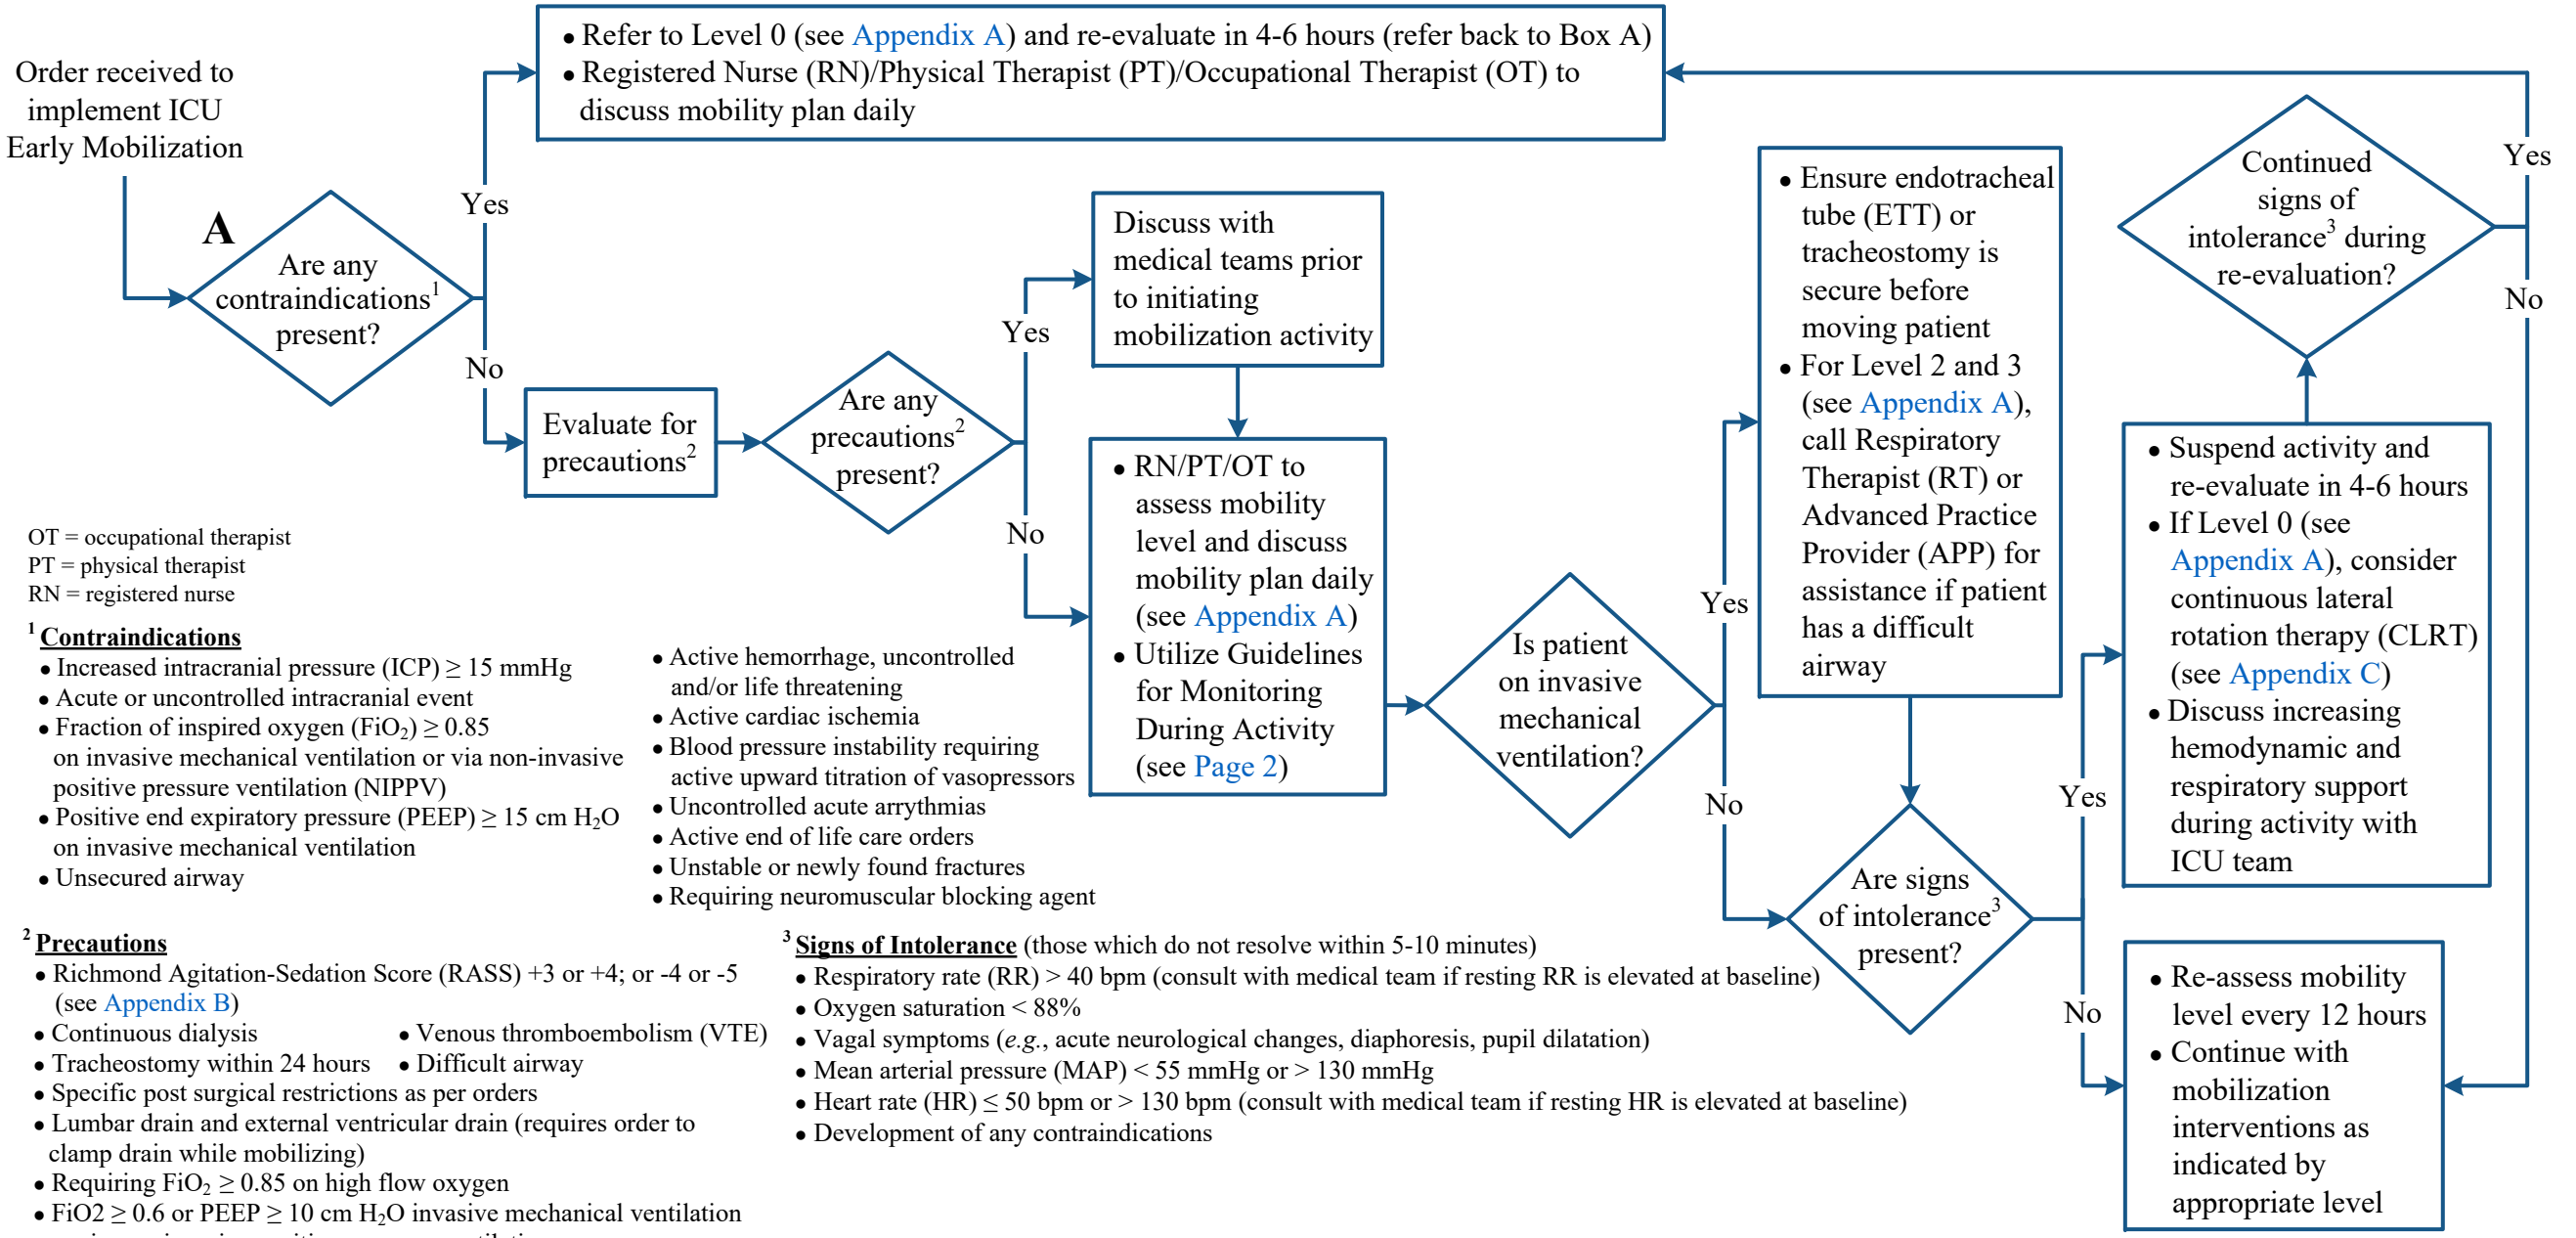 Order received to
implement ICU
Early Mobilization
A
Are any
contraindications1
present?
Yes
No
• Refer to Level 0 (see Appendix A) and re-evaluate in 4-6 hours (refer back to Box A)
• Registered Nurse (RN)/Physical Therapist (PT)/Occupational Therapist (OT) to
discuss mobility plan daily
Evaluate for
precautions2
Are any
precautions2
present?
Yes
No
Discuss with
medical teams prior
to initiating
mobilization activity
• RN/PT/OT to
assess mobility
level and discuss
mobility plan daily
(see Appendix A)
• Utilize Guidelines
for Monitoring
During Activity
(see Page 2)
Is patient
on invasive
mechanical
ventilation?
Yes
No
• Ensure endotracheal
tube (ETT) or
tracheostomy is
secure before
moving patient
• For Level 2 and 3
(see Appendix A),
call Respiratory
Therapist (RT) or
Advanced Practice
Provider (APP) for
assistance if patient
has a difficult
airway
Are signs
of intolerance3
present?
Yes
No
• Suspend activity and
re-evaluate in 4-6 hours
• If Level 0 (see
Appendix A), consider
continuous lateral
rotation therapy (CLRT)
(see Appendix C)
• Discuss increasing
hemodynamic and
respiratory support
during activity with
ICU team
Continued
signs of
intolerance3 during
re-evaluation?
Yes
No
• Re-assess mobility
level every 12 hours
• Continue with
mobilization
interventions as
indicated by
appropriate level
OT = occupational therapist
PT = physical therapist
RN = registered nurse
1 Contraindications
• Increased intracranial pressure (ICP) ≥ 15 mmHg
• Acute or uncontrolled intracranial event
• Fraction of inspired oxygen (FiO2) ≥ 0.85
on invasive mechanical ventilation or via non-invasive
positive pressure ventilation (NIPPV)
• Positive end expiratory pressure (PEEP) ≥ 15 cm H2O
on invasive mechanical ventilation
• Unsecured airway
• Active hemorrhage, uncontrolled
and/or life threatening
• Active cardiac ischemia
• Blood pressure instability requiring
active upward titration of vasopressors
• Uncontrolled acute arrythmias
• Active end of life care orders
• Unstable or newly found fractures
• Requiring neuromuscular blocking agent
2 Precautions
• Richmond Agitation-Sedation Score (RASS) +3 or +4; or -4 or -5
(see Appendix B)
• Continuous dialysis
• Venous thromboembolism (VTE)
• Tracheostomy within 24 hours
• Difficult airway
• Specific post surgical restrictions as per orders
• Lumbar drain and external ventricular drain (requires order to
clamp drain while mobilizing)
• Requiring FiO2 ≥ 0.85 on high flow oxygen
• FiO2 ≥ 0.6 or PEEP ≥ 10 cm H2O invasive mechanical ventilation
3 Signs of Intolerance (those which do not resolve within 5-10 minutes)
• Respiratory rate (RR) > 40 bpm (consult with medical team if resting RR is elevated at baseline)
• Oxygen saturation < 88%
• Vagal symptoms (e.g., acute neurological changes, diaphoresis, pupil dilatation)
• Mean arterial pressure (MAP) < 55 mmHg or > 130 mmHg
• Heart rate (HR) ≤ 50 bpm or > 130 bpm (consult with medical team if resting HR is elevated at baseline)
• Development of any contraindications